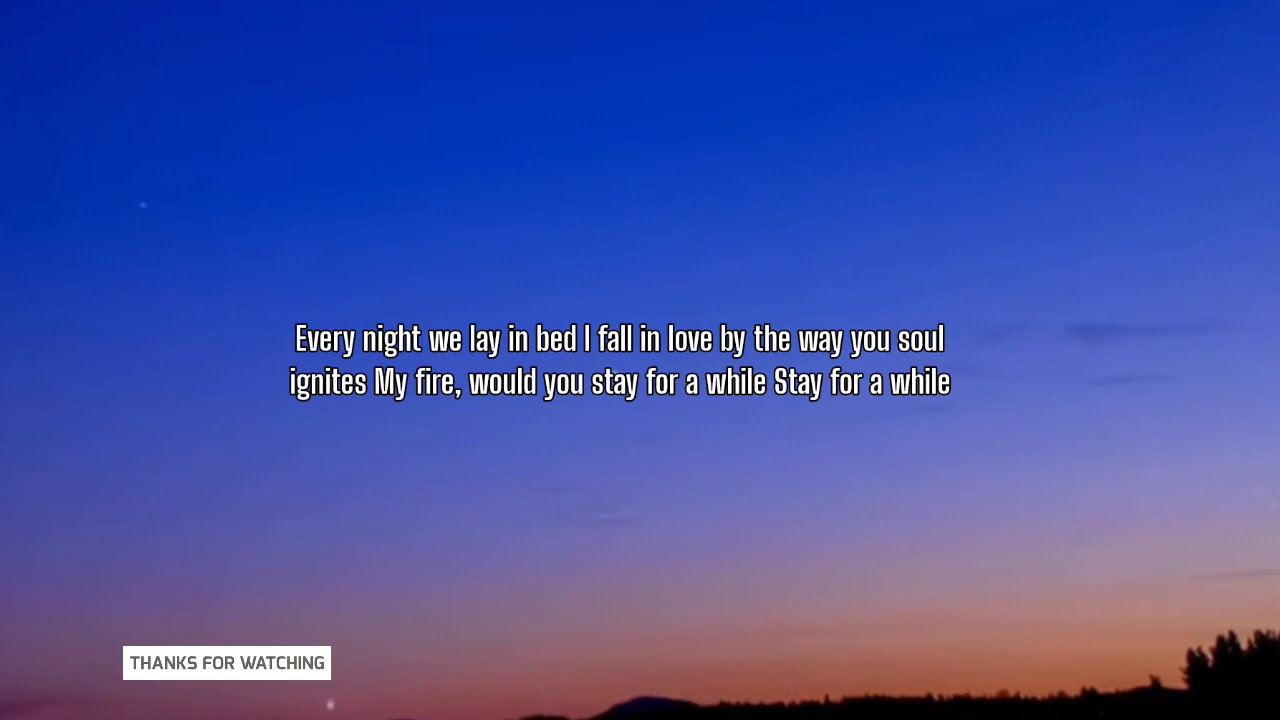 Every night we lay in bed I fall in love by the way you soul
ignites My fire, would you stay for a while Stay for a while
THANKS FOR WATCHING